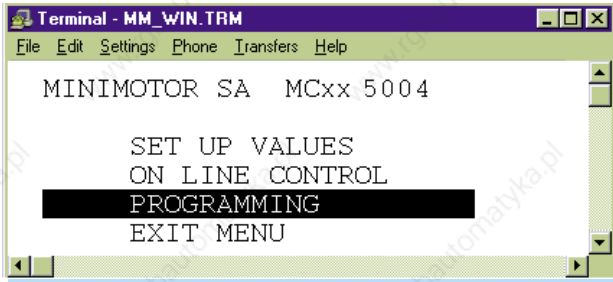 Terminal - MM_WIN.TRM
File Edit Settings Phone Transfers Help
MINIMOTOR SA MCxx 5004
SET UP VALUES
ON LINE CONTROL
PROGRAMMING
EXIT MENU